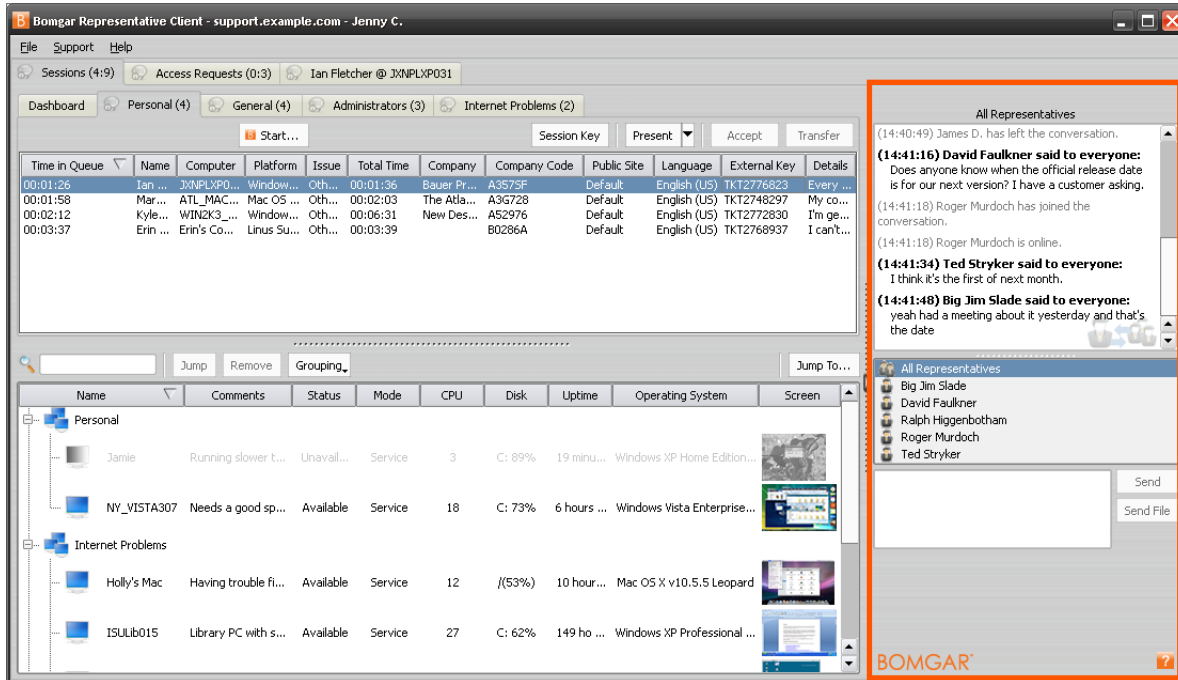 Bomgar Representative Client - support.example.com - Jenny C.
File Support Help
Sessions (4:9) Access Requests (0:3) Ian Fletcher @ JXNPLXP031
Dashboard Personal (4) General (4) Administrators (3) Internet Problems (2)
Start... Session Key Present Accept Transfer
Time in Queue Name Computer Platform Issue Total Time Company Company Code Public Site Language External Key Details
00:01:26 Ian ... JXNPLXP0... Window... Oth... 00:01:36 Bauer Pr... A3575F Default English (US) TKT2776823 Every ...
00:01:58 Mar... ATL_MAC... Mac OS ... Oth... 00:02:03 The Atla... A3G728 Default English (US) TKT2748297 My co...
00:02:12 Kyle... WIN2K3_... Window... Oth... 00:06:31 New Des... A52976 Default English (US) TKT2772830 I'm ge...
00:03:37 Erin ... Erin's Co... Linus Su... Oth... 00:03:39 B0286A Default English (US) TKT2768937 I can't...
Jump Remove Grouping Jump To...
Name Comments Status Mode CPU Disk Uptime Operating System Screen
Personal
Jamie Running slower t... Unavail... Service 3 C: 89% 19 minu... Windows XP Home Edition...
NY_VISTA307 Needs a good sp... Available Service 18 C: 73% 6 hours ... Windows Vista Enterprise...
Internet Problems
Holly's Mac Having trouble fi... Available Service 12 /(53%) 10 hour... Mac OS X v10.5.5 Leopard
ISULib015 Library PC with s... Available Service 27 C: 62% 149 ho ... Windows XP Professional ...
All Representatives
(14:40:49) James D. has left the conversation.
(14:41:16) David Faulkner said to everyone:
Does anyone know when the official release date
is for our next version? I have a customer asking.
(14:41:18) Roger Murdoch has joined the
conversation.
(14:41:18) Roger Murdoch is online.
(14:41:34) Ted Stryker said to everyone:
I think it's the first of next month.
(14:41:48) Big Jim Slade said to everyone:
yeah had a meeting about it yesterday and that's
the date
All Representatives
Big Jim Slade
David Faulkner
Ralph Higgenbotham
Roger Murdoch
Ted Stryker
Send
Send File
BOMGAR